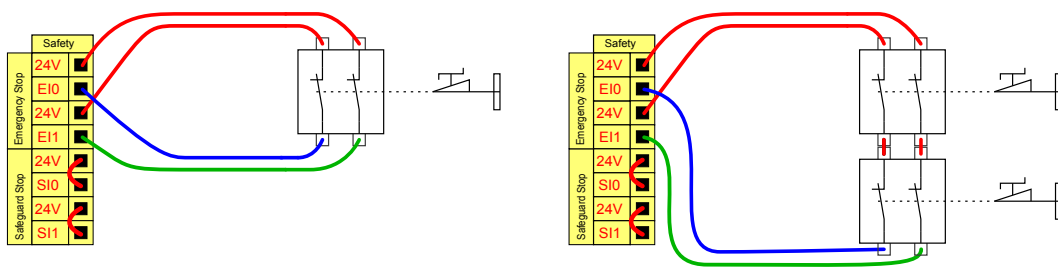 Safety
Emergency Stop
24V
EI0
24V
EI1
Safeguard Stop
24V
SI0
24V
SI1
Safety
Emergency Stop
24V
EI0
24V
EI1
Safeguard Stop
24V
SI0
24V
SI1